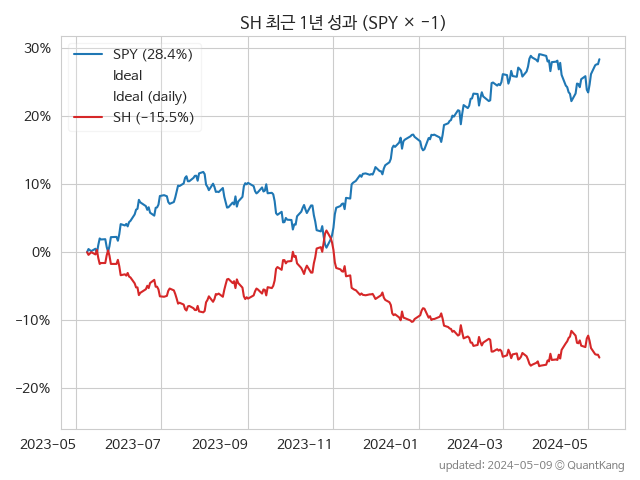 SH 최근 1년 성과 (SPY × −1)
30%
20%
10%
0%
−10%
−20%
SPY (28.4%)
Ideal
Ideal (daily)
SH (−15.5%)
2023-05
2023-07
2023-09
2023-11
2024-01
2024-03
2024-05
updated: 2024-05-09 © QuantKang